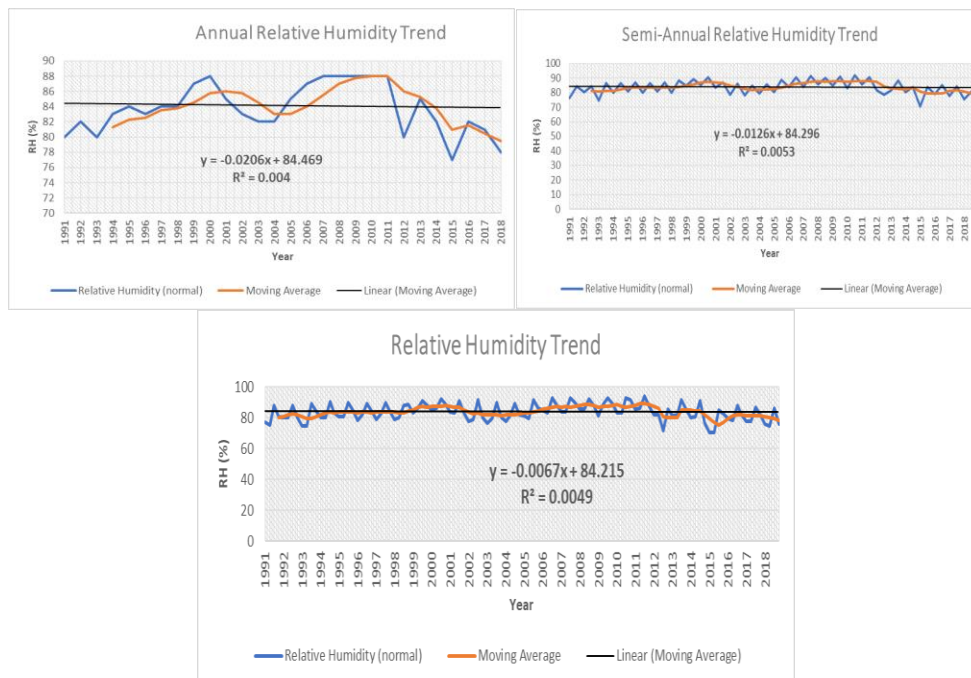 Annual Relative Humidity Trend
90
88
86
84
82
80
78
76
74
72
70
RH (%)
y = -0.0206x + 84.469
R² = 0.004
1991 1992 1993 1994 1995 1996 1997 1998 1999 2000 2001 2002 2003 2004 2005 2006 2007 2008 2009 2010 2011 2012 2013 2014 2015 2016 2017 2018
Year
Relative Humidity (normal) Moving Average Linear (Moving Average)
Semi-Annual Relative Humidity Trend
100
90
80
70
60
50
40
30
20
10
0
RH (%)
y = -0.0126x + 84.296
R² = 0.0053
1991 1992 1993 1994 1995 1996 1997 1998 1999 2000 2001 2002 2003 2004 2005 2006 2007 2008 2009 2010 2011 2012 2013 2014 2015 2016 2017 2018
Year
Relative Humidity (normal) Moving Average Linear (Moving Average)
Relative Humidity Trend
100
80
60
40
20
0
RH (%)
y = -0.0067x + 84.215
R² = 0.0049
1991 1992 1993 1994 1995 1996 1997 1998 1999 2000 2001 2002 2003 2004 2005 2006 2007 2008 2009 2010 2011 2012 2013 2014 2015 2016 2017 2018
Year
Relative Humidity (normal) Moving Average Linear (Moving Average)